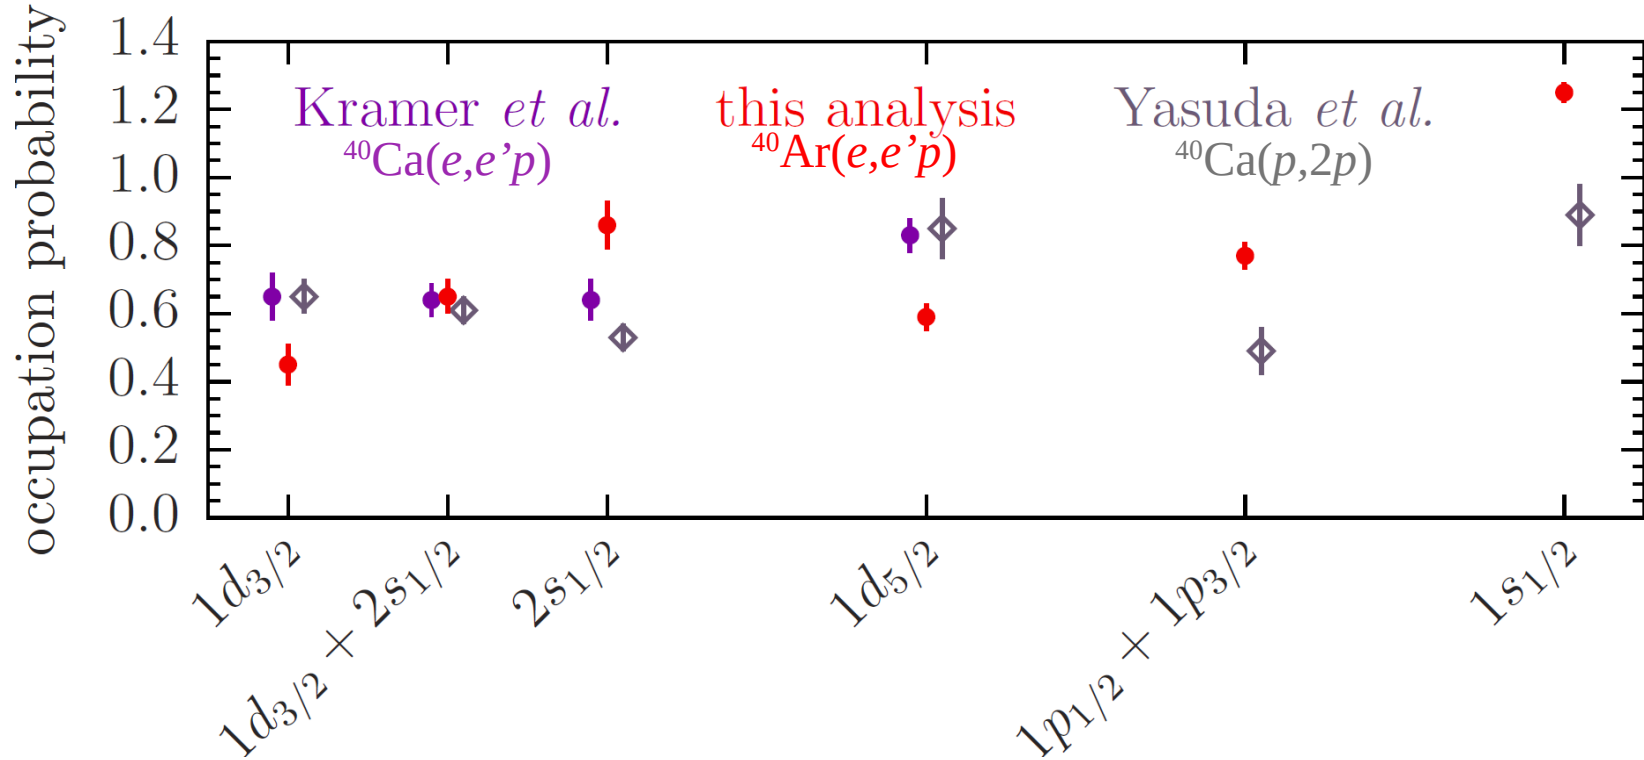 occupation probability
1.4
1.2
1.0
0.8
0.6
0.4
0.2
0.0
Kramer et al.
⁴⁰Ca(e,e’p)
this analysis
⁴⁰Ar(e,e’p)
Yasuda et al.
⁴⁰Ca(p,2p)
1d₃/₂
1d₃/₂ + 2s₁/₂
2s₁/₂
1d₅/₂
1p₁/₂ + 1p₃/₂
1s₁/₂